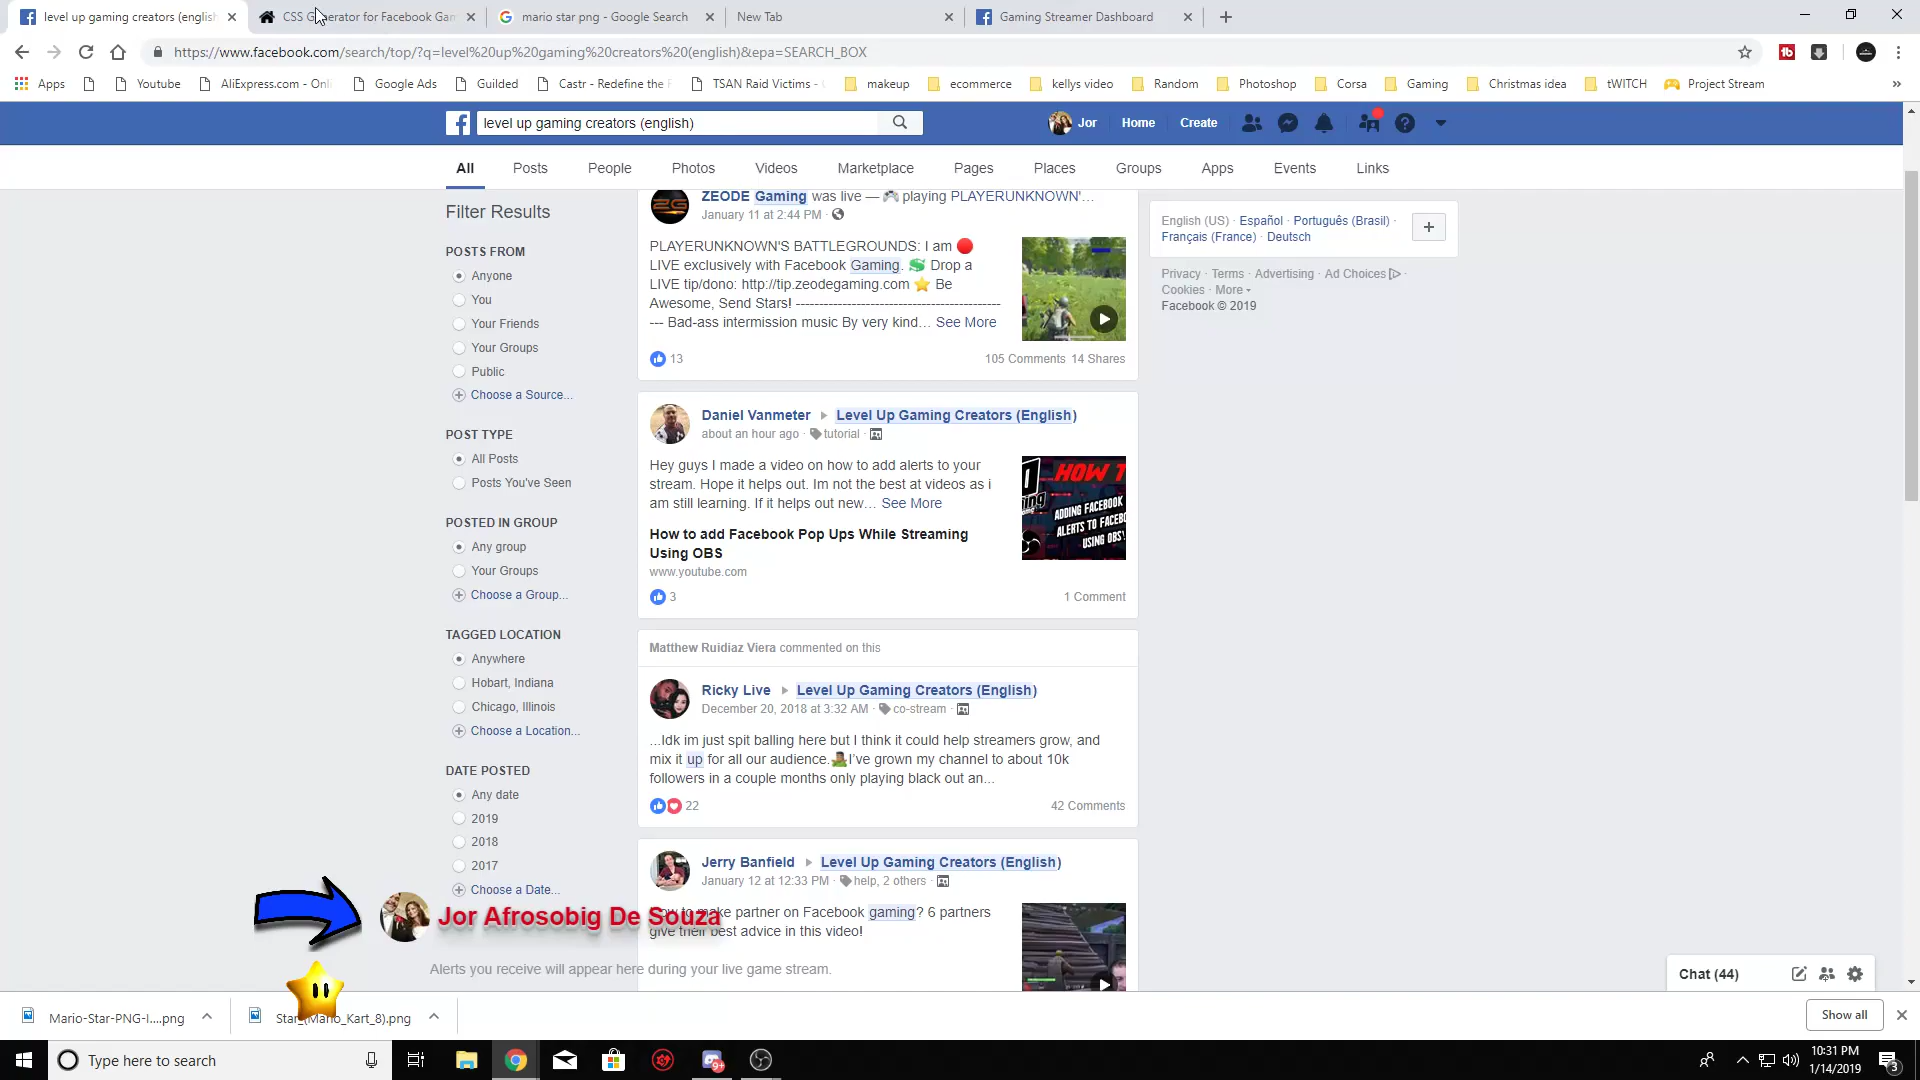 level up gaming creators (english
CSS Generator for Facebook Gam
mario star png - Google Search
New Tab
Gaming Streamer Dashboard
https://www.facebook.com/search/top/?q=level%20up%20gaming%20creators%20(english)&epa=SEARCH_BOX
Apps
Youtube
AliExpress.com - Onli
Google Ads
Guilded
Castr - Redefine the F
TSAN Raid Victims -
makeup
ecommerce
kellys video
Random
Photoshop
Corsa
Gaming
Christmas idea
tWITCH
Project Stream
level up gaming creators (english)
Jor
Home
Create
All
Posts
People
Photos
Videos
Marketplace
Pages
Places
Groups
Apps
Events
Links
Filter Results
POSTS FROM
Anyone
You
Your Friends
Your Groups
Public
Choose a Source...
POST TYPE
All Posts
Posts You've Seen
POSTED IN GROUP
Any group
Your Groups
Choose a Group...
TAGGED LOCATION
Anywhere
Hobart, Indiana
Chicago, Illinois
Choose a Location...
DATE POSTED
Any date
2019
2018
2017
Choose a Date...
ZEODE Gaming was live — playing PLAYERUNKNOWN'...
January 11 at 2:44 PM ·
PLAYERUNKNOWN'S BATTLEGROUNDS: I am
LIVE exclusively with Facebook Gaming. Drop a
LIVE tip/dono: http://tip.zeodegaming.com Be
Awesome, Send Stars! -----------------------------------------
--- Bad-ass intermission music By very kind... See More
13
105 Comments 14 Shares
Daniel Vanmeter Level Up Gaming Creators (English)
about an hour ago · tutorial ·
Hey guys I made a video on how to add alerts to your
stream. Hope it helps out. Im not the best at videos as i
am still learning. If it helps out new... See More
How to add Facebook Pop Ups While Streaming
Using OBS
www.youtube.com
HOW T
ADDING FACEBOOK
ALERTS TO FACEBO
USING OBS
3
1 Comment
Matthew Ruidiaz Viera commented on this
Ricky Live Level Up Gaming Creators (English)
December 20, 2018 at 3:32 AM · co-stream ·
...Idk im just spit balling here but I think it could help streamers grow, and
mix it up for all our audience. I've grown my channel to about 10k
followers in a couple months only playing black out an...
22
42 Comments
Jerry Banfield Level Up Gaming Creators (English)
January 12 at 12:33 PM · help, 2 others ·
make partner on Facebook gaming? 6 partners
give their best advice in this video!
Jor Afrosobig De Souza
Alerts you receive will appear here during your live game stream.
English (US) · Español · Português (Brasil) ·
Français (France) · Deutsch
Privacy · Terms · Advertising · Ad Choices ·
Cookies · More
Facebook © 2019
Chat (44)
Mario-Star-PNG-I....png
Star_(Mario_Kart_8).png
Show all
Type here to search
9+
10:31 PM
1/14/2019
3